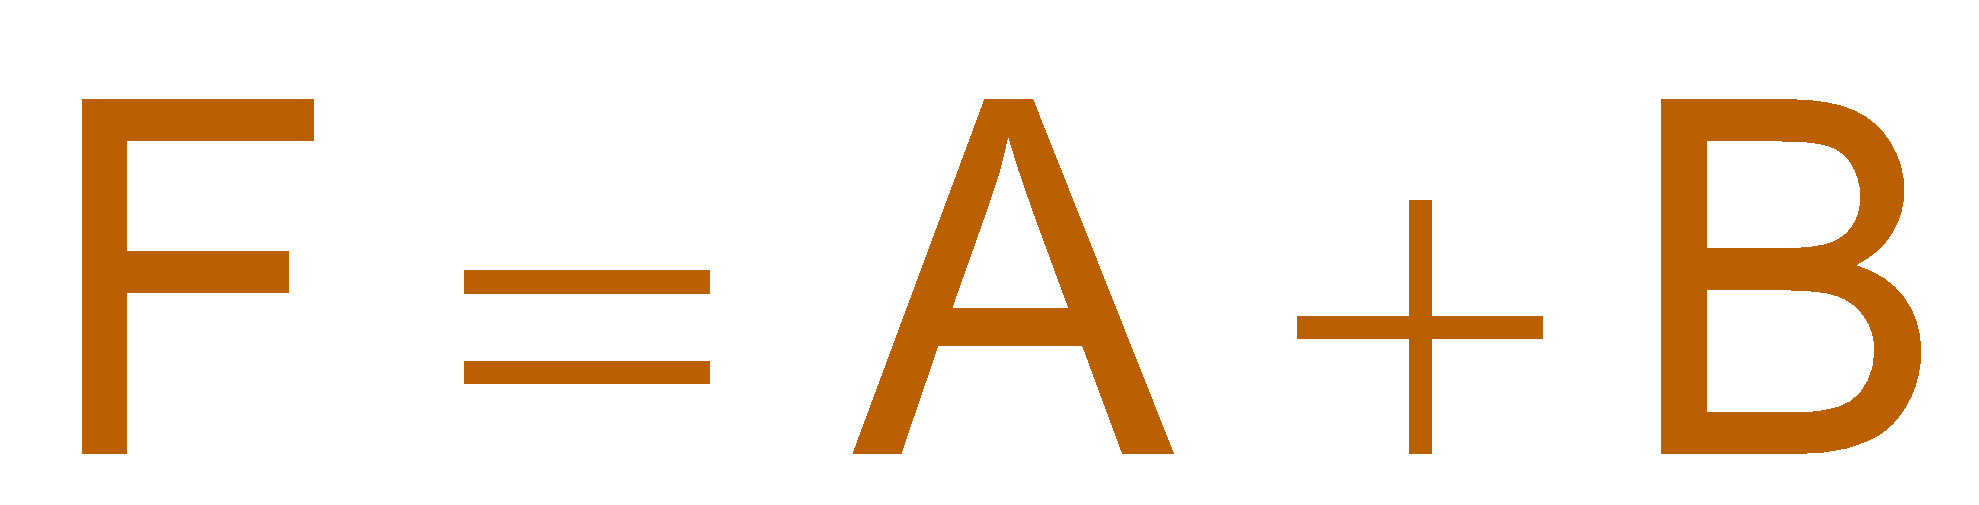 F = A + B